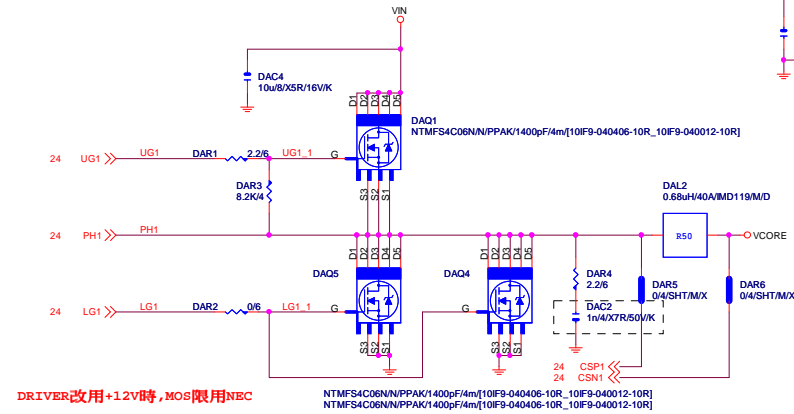 VIN
DAC4
10u/8/X5R/16V/K
D1
D2
D3
D4
D5
DAQ1
NTMFS4C06N/N/PPAK/1400pF/4m/[10IF9-040406-10R_10IF9-040012-10R]
24 UG1 UG1 DAR1 2.2/6 UG1_1 G
S3
S2
S1
DAR3
8.2K/4
DAL2
0.68uH/40A/IMD119/M/D
24 PH1 PH1
R50
VCORE
D1
D2
D3
D4
D5
D1
D2
D3
D4
D5
DAQ5
DAQ4
DAR4
2.2/6
DAR5
0/4/SHT/M/X
DAR6
0/4/SHT/M/X
24 LG1 LG1 DAR2 0/6 LG1_1 G
G
DAC2
1n/4/X7R/50V/K
S3
S2
S1
S3
S2
S1
24 CSP1
24 CSN1
DRIVER改用+12V時,MOS限用NEC
NTMFS4C06N/N/PPAK/1400pF/4m/[10IF9-040406-10R_10IF9-040012-10R]
NTMFS4C06N/N/PPAK/1400pF/4m/[10IF9-040406-10R_10IF9-040012-10R]